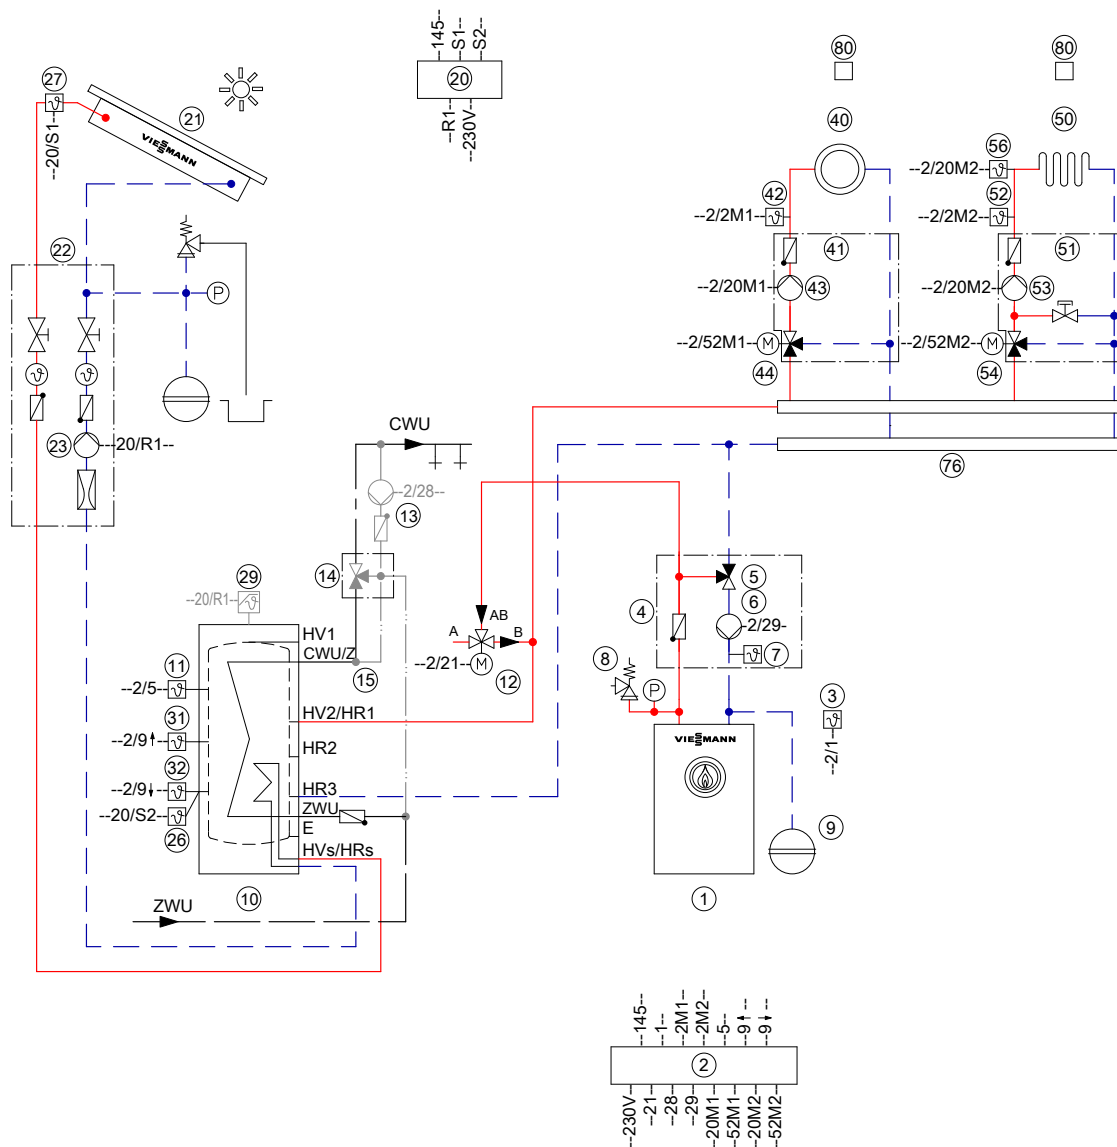 --145--
S1--
S2--
20
--R1--
--230V--
27
--20/S1--
21
VIESMANN
22
P
23
--20/R1--
80
80
40
50
42
--2/2M1--
41
--2/20M1--
43
--2/52M1--
M
44
56
--2/20M2--
52
--2/2M2--
51
--2/20M2--
53
--2/52M2--
M
54
76
CWU
--2/28--
13
14
29
--20/R1--
HV1
CWU/Z
15
11
--2/5--
31
--2/9↑
32
--2/9↓
--20/S2--
26
HV2/HR1
HR2
HR3
ZWU
E
HVs/HRs
10
ZWU
A
AB
B
--2/21--
M
12
4
5
6
--2/29-
7
8
P
VIESMANN
1
3
--2/1--
9
--145--
--1--
--2M1--
--2M2--
--5--
--9↑--
--9↓--
2
--230V--
--21--
--28--
--29--
--20M1--
--52M1--
--20M2--
--52M2--